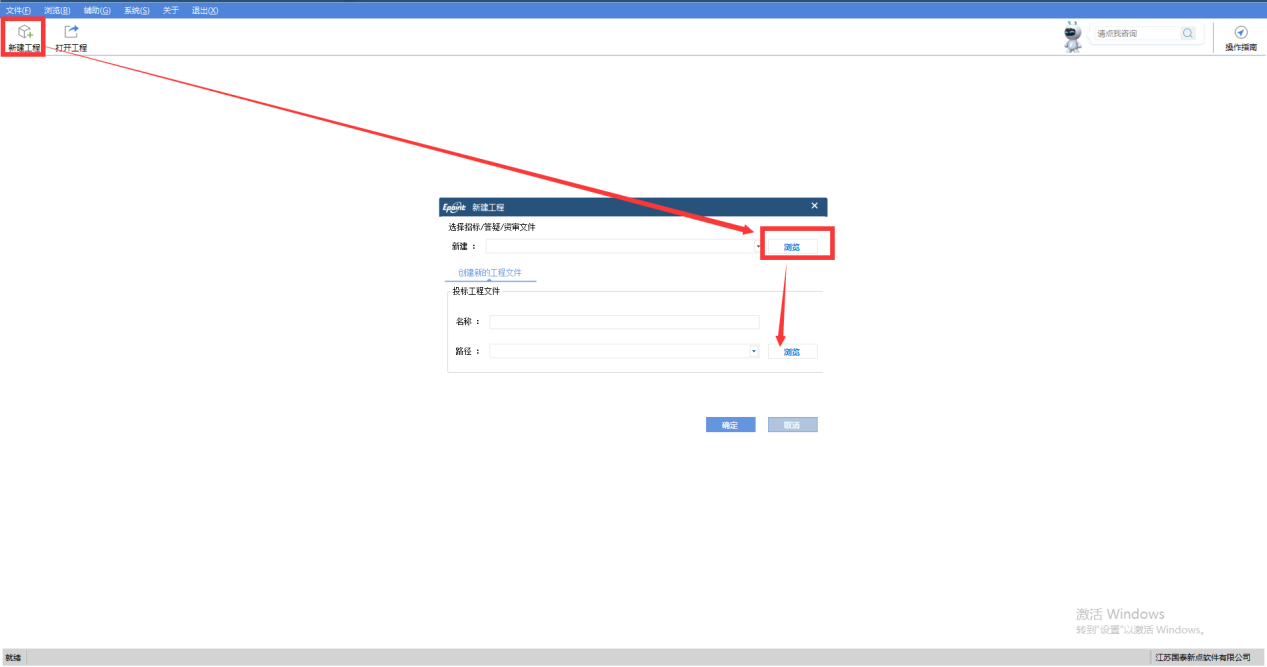 文件(F) 浏览(B) 辅助(G) 系统(S) 关于 退出(X)
新建工程 打开工程 请点我咨询 操作指南
Epoint 新建工程
选择招标/答疑/资审文件
新建 : 浏览
创建新的工程文件
投标工程文件
名称 :
路径 : 浏览
确定 取消
激活 Windows
转到"设置"以激活 Windows。
就绪 江苏国泰新点软件有限公司